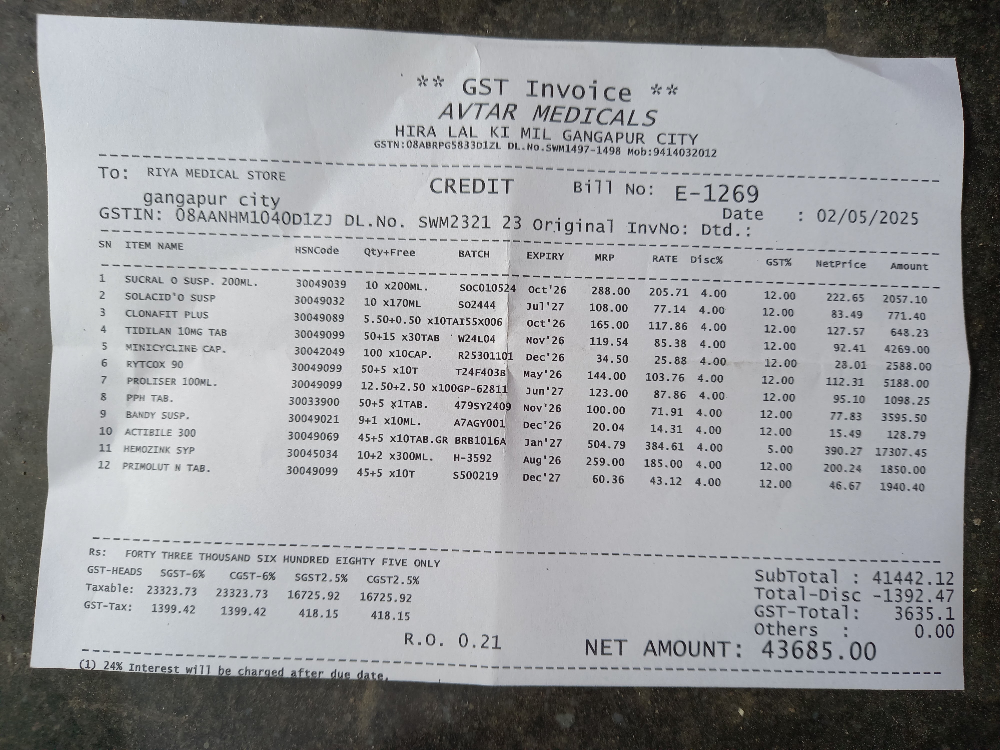 ** GST Invoice **
AVTAR MEDICALS
HIRA LAL KI MIL GANGAPUR CITY
GSTN:08ABRPG5833D1ZL DL.No.SWM1497-1498 Mob:9414032012
To: RIYA MEDICAL STORE CREDIT Bill No: E-1269
gangapur city Date : 02/05/2025
GSTIN: 08AANHM1040D1ZJ DL.No. SWM2321 23 Original InvNo: Dtd.:
SN ITEM NAME HSNCode Qty+Free BATCH EXPIRY MRP RATE Disc% GST% NetPrice Amount
1 SUCRAL O SUSP. 200ML. 30049039 10 x200ML. SOC010524 Oct'26 288.00 205.71 4.00 12.00 222.65 2057.10
2 SOLACID'O SUSP 30049032 10 x170ML SO2444 Jul'27 108.00 77.14 4.00 12.00 83.49 771.40
3 CLONAFIT PLUS 30049089 5.50+0.50 x10TAI55X006 Oct'26 165.00 117.86 4.00 12.00 127.57 648.23
4 TIDILAN 10MG TAB 30049099 50+15 x30TAB W24L04 Nov'26 119.54 85.38 4.00 12.00 92.41 4269.00
5 MINICYCLINE CAP. 30042049 100 x10CAP. R25301101 Dec'26 34.50 25.88 4.00 12.00 28.01 2588.00
6 RYTCOX 90 30049099 50+5 x10T T24F403B May'26 144.00 103.76 4.00 12.00 112.31 5188.00
7 PROLISER 100ML. 30049099 12.50+2.50 x100GP-62811 Jun'27 123.00 87.86 4.00 12.00 95.10 1098.25
8 PPH TAB. 30033900 50+5 x1TAB. 479SY2409 Nov'26 100.00 71.91 4.00 12.00 77.83 3595.50
9 BANDY SUSP. 30049021 9+1 x10ML. A7AGY001 Dec'26 20.04 14.31 4.00 12.00 15.49 128.79
10 ACTIBILE 300 30049069 45+5 x10TAB.GR BRB1016A Jan'27 504.79 384.61 4.00 5.00 390.27 17307.45
11 HEMOZINK SYP 30045034 10+2 x300ML. H-3592 Aug'26 259.00 185.00 4.00 12.00 200.24 1850.00
12 PRIMOLUT N TAB. 30049099 45+5 x10T S500219 Dec'27 60.36 43.12 4.00 12.00 46.67 1940.40
Rs: FORTY THREE THOUSAND SIX HUNDRED EIGHTY FIVE ONLY
GST-HEADS SGST-6% CGST-6% SGST2.5% CGST2.5% SubTotal : 41442.12
Taxable: 23323.73 23323.73 16725.92 16725.92 Total-Disc -1392.47
GST-Tax: 1399.42 1399.42 418.15 418.15 GST-Total: 3635.1
Others : 0.00
R.O. 0.21 NET AMOUNT: 43685.00
(1) 24% Interest will be charged after due date.